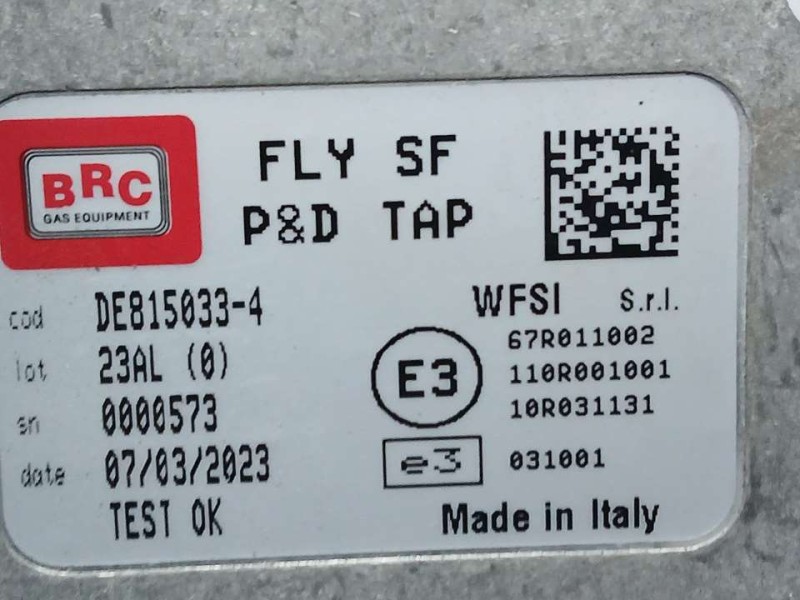 BRC
GAS EQUIPMENT
FLY SF
P&D TAP
cod DE815033-4
lot 23AL (0)
sn 0000573
date 07/03/2023
TEST OK
WFSI S.r.l.
E3
67R011002
110R001001
10R031131
e3 031001
Made in Italy